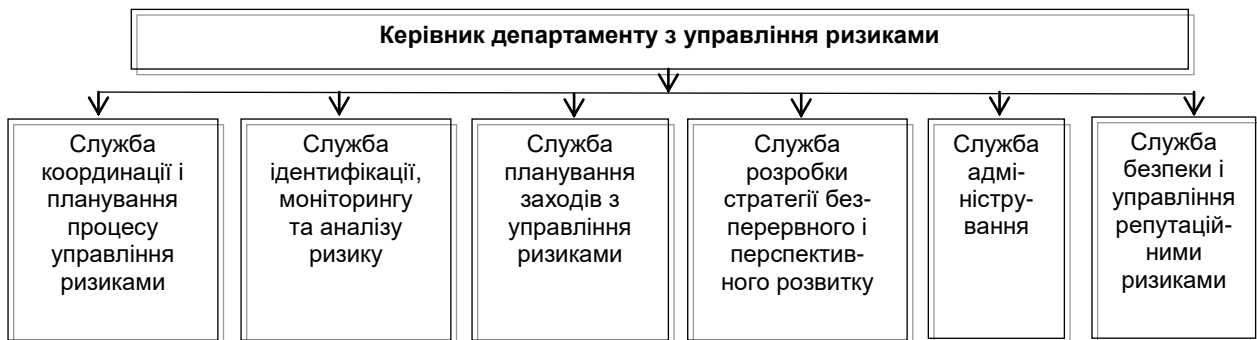 Керівник департаменту з управління ризиками
Служба
координації і
планування
процесу
управління
ризиками
Служба
ідентифікації,
моніторингу
та аналізу
ризику
Служба
планування
заходів з
управління
ризиками
Служба
розробки
стратегії без-
перервного і
перспектив-
ного розвитку
Служба
адмі-
ністру-
вання
Служба
безпеки і
управління
репутацій-
ними
ризиками